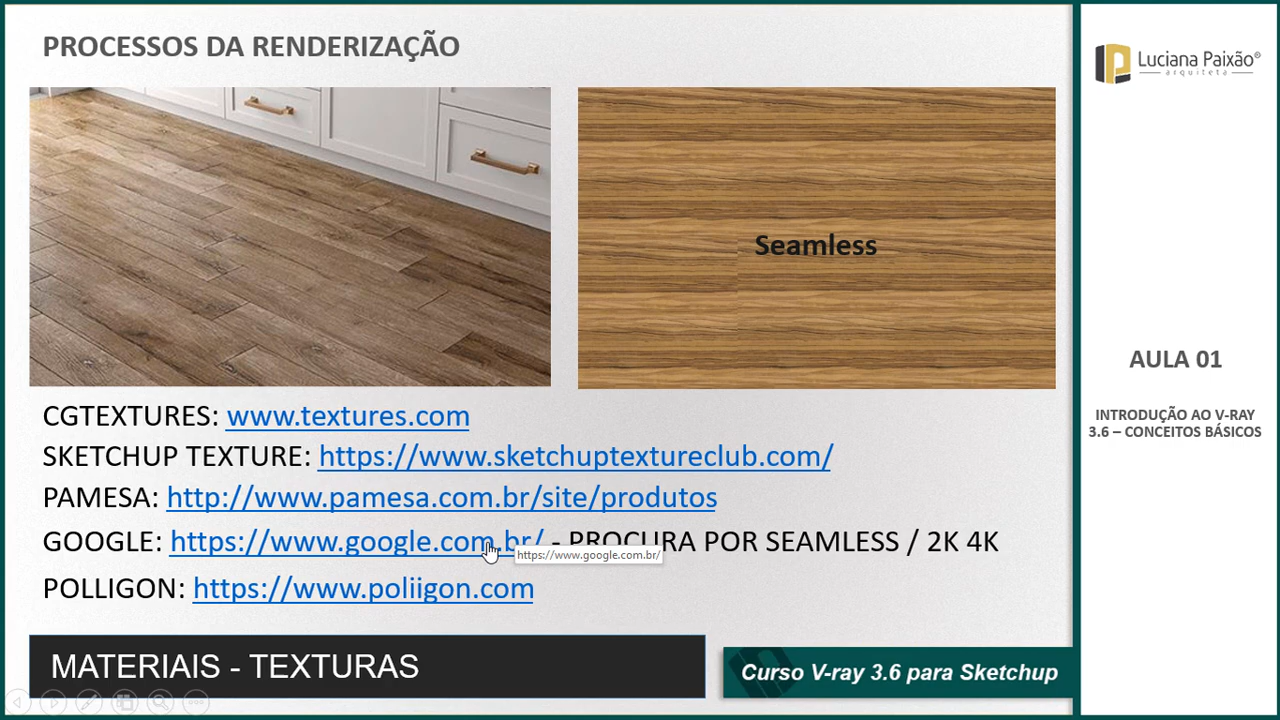 PROCESSOS DA RENDERIZAÇÃO
Luciana Paixão®
arquiteta
Seamless
CGTEXTURES: www.textures.com
SKETCHUP TEXTURE: https://www.sketchuptextureclub.com/
PAMESA: http://www.pamesa.com.br/site/produtos
GOOGLE: https://www.google.com.br/ - PROCURA POR SEAMLESS / 2K 4K
https://www.google.com.br/
POLLIGON: https://www.poliigon.com
AULA 01
INTRODUÇÃO AO V-RAY
3.6 – CONCEITOS BÁSICOS
MATERIAIS - TEXTURAS
Curso V-ray 3.6 para Sketchup